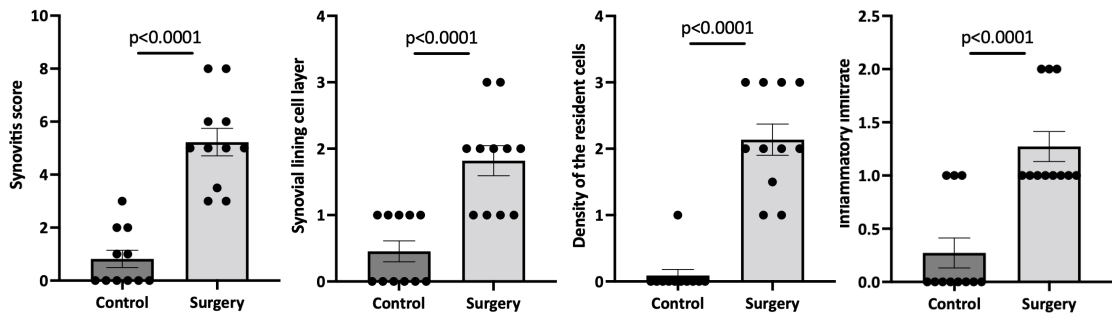 Synovitis score
10
8
6
4
2
0
p<0.0001
Control
Surgery
Synovial lining cell layer
4
3
2
1
0
p<0.0001
Control
Surgery
Density of the resident cells
4
3
2
1
0
p<0.0001
Control
Surgery
Inflammatory infiltrate
2.5
2.0
1.5
1.0
0.5
0.0
p<0.0001
Control
Surgery